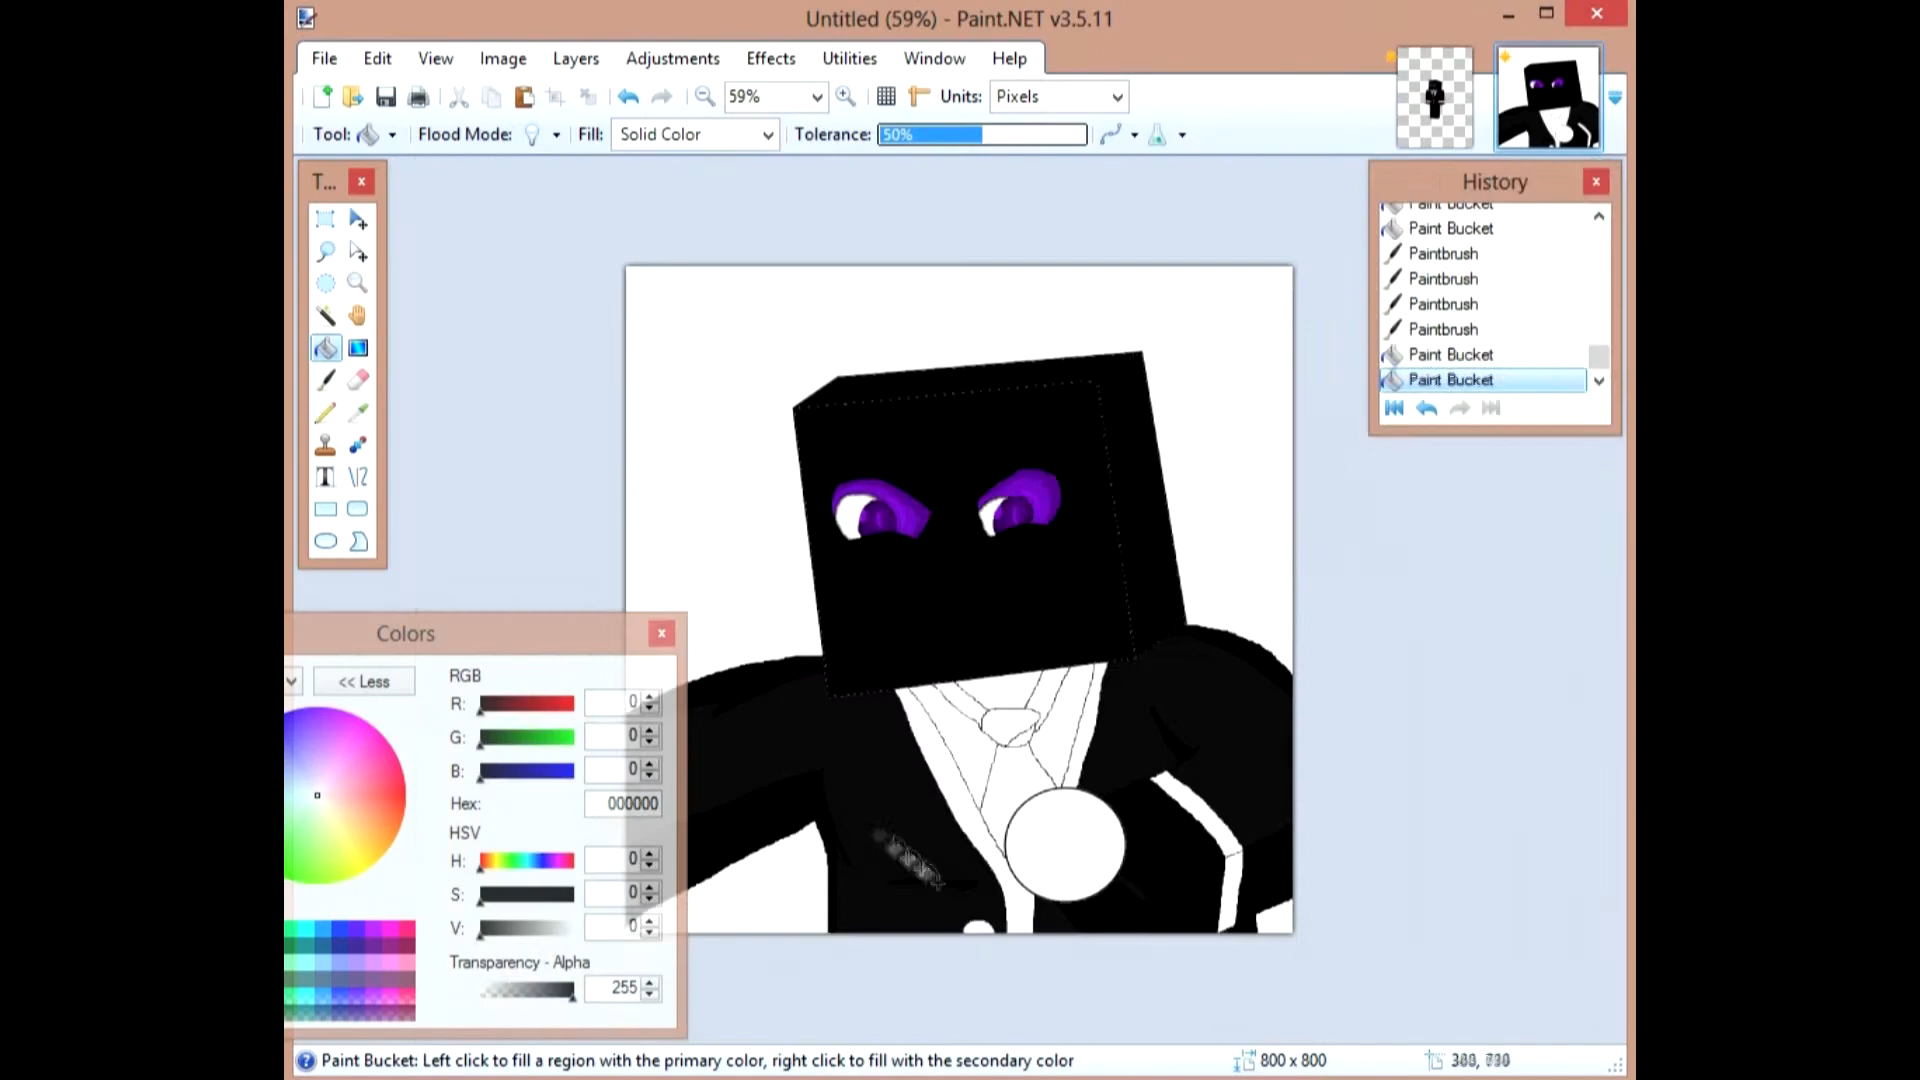 Untitled (59%) - Paint.NET v3.5.11
File Edit View Image Layers Adjustments Effects Utilities Window Help
59% Units: Pixels
Tool: Flood Mode: Fill: Solid Color Tolerance: 50%
T...
History
Paint Bucket
Paint Bucket
Paintbrush
Paintbrush
Paintbrush
Paintbrush
Paint Bucket
Paint Bucket
Colors
<< Less
RGB
R: 0
G: 0
B: 0
Hex: 000000
HSV
H: 0
S: 0
V: 0
Transparency - Alpha
255
Paint Bucket: Left click to fill a region with the primary color, right click to fill with the secondary color
800 x 800